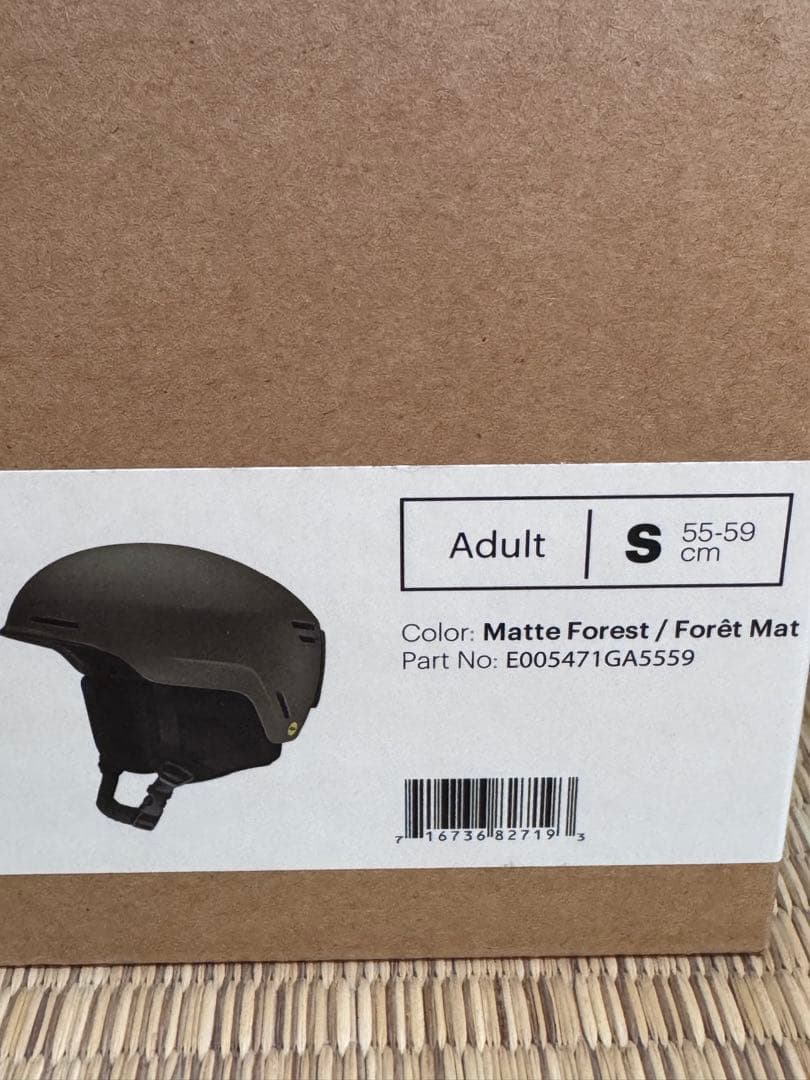 Adult S 55-59 cm
Color: Matte Forest / Forêt Mat
Part No: E005471GA5559
7 16736 82719 3